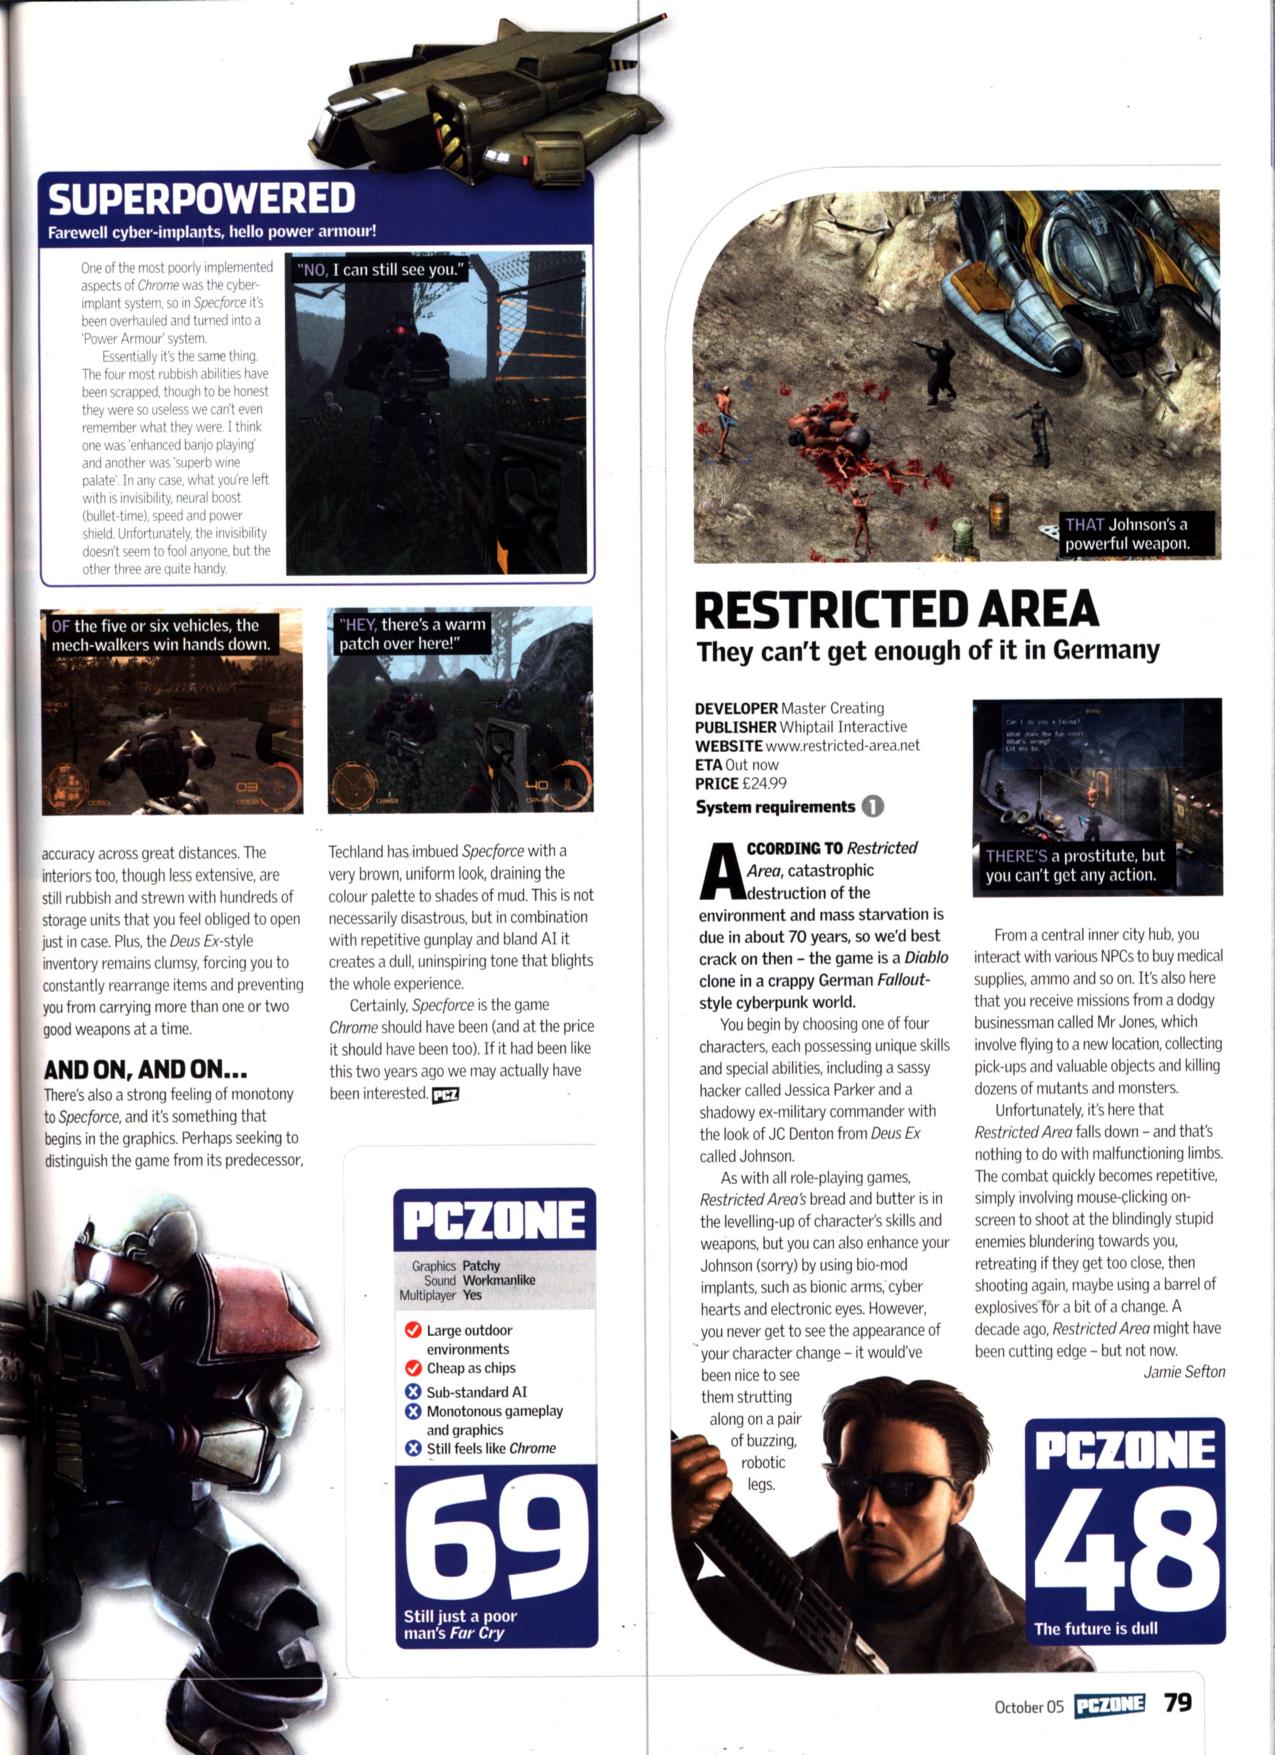 SUPERPOWERED
Farewell cyber-implants, hello power armour!
One of the most poorly implemented
aspects of Chrome was the cyber-
implant system, so in Specforce it's
been overhauled and turned into a
'Power Armour' system.
Essentially it's the same thing.
The four most rubbish abilities have
been scrapped, though to be honest
they were so useless we can't even
remember what they were. I think
one was 'enhanced banjo playing'
and another was 'superb wine
palate'. In any case, what you're left
with is invisibility, neural boost
(bullet-time), speed and power
shield. Unfortunately, the invisibility
doesn't seem to fool anyone, but the
other three are quite handy.
"NO, I can still see you."
OF the five or six vehicles, the
mech-walkers win hands down.
"HEY, there's a warm
patch over here!"
03
40
accuracy across great distances. The
interiors too, though less extensive, are
still rubbish and strewn with hundreds of
storage units that you feel obliged to open
just in case. Plus, the Deus Ex-style
inventory remains clumsy, forcing you to
constantly rearrange items and preventing
you from carrying more than one or two
good weapons at a time.
AND ON, AND ON...
There's also a strong feeling of monotony
to Specforce, and it's something that
begins in the graphics. Perhaps seeking to
distinguish the game from its predecessor,
Techland has imbued Specforce with a
very brown, uniform look, draining the
colour palette to shades of mud. This is not
necessarily disastrous, but in combination
with repetitive gunplay and bland AI it
creates a dull, uninspiring tone that blights
the whole experience.
Certainly, Specforce is the game
Chrome should have been (and at the price
it should have been too). If it had been like
this two years ago we may actually have
been interested. PCZ
PCZONE
Graphics Patchy
Sound Workmanlike
Multiplayer Yes
Large outdoor
environments
Cheap as chips
Sub-standard AI
Monotonous gameplay
and graphics
Still feels like Chrome
69
Still just a poor
man's Far Cry
THAT Johnson's a
powerful weapon.
RESTRICTED AREA
They can't get enough of it in Germany
DEVELOPER Master Creating
PUBLISHER Whiptail Interactive
WEBSITE www.restricted-area.net
ETA Out now
PRICE £24.99
System requirements 1
Can I do you a favour?
What does the fun cost?
What's wrong?
Let me be.
THERE'S a prostitute, but
you can't get any action.
ACCORDING TO Restricted
Area, catastrophic
destruction of the
environment and mass starvation is
due in about 70 years, so we'd best
crack on then – the game is a Diablo
clone in a crappy German Fallout-
style cyberpunk world.
You begin by choosing one of four
characters, each possessing unique skills
and special abilities, including a sassy
hacker called Jessica Parker and a
shadowy ex-military commander with
the look of JC Denton from Deus Ex
called Johnson.
As with all role-playing games,
Restricted Area's bread and butter is in
the levelling-up of character's skills and
weapons, but you can also enhance your
Johnson (sorry) by using bio-mod
implants, such as bionic arms, cyber
hearts and electronic eyes. However,
you never get to see the appearance of
your character change – it would've
been nice to see
them strutting
along on a pair
of buzzing,
robotic
legs.
From a central inner city hub, you
interact with various NPCs to buy medical
supplies, ammo and so on. It's also here
that you receive missions from a dodgy
businessman called Mr Jones, which
involve flying to a new location, collecting
pick-ups and valuable objects and killing
dozens of mutants and monsters.
Unfortunately, it's here that
Restricted Area falls down – and that's
nothing to do with malfunctioning limbs.
The combat quickly becomes repetitive,
simply involving mouse-clicking on-
screen to shoot at the blindingly stupid
enemies blundering towards you,
retreating if they get too close, then
shooting again, maybe using a barrel of
explosives for a bit of a change. A
decade ago, Restricted Area might have
been cutting edge – but not now.
Jamie Sefton
PCZONE
48
The future is dull
October 05 PCZONE 79